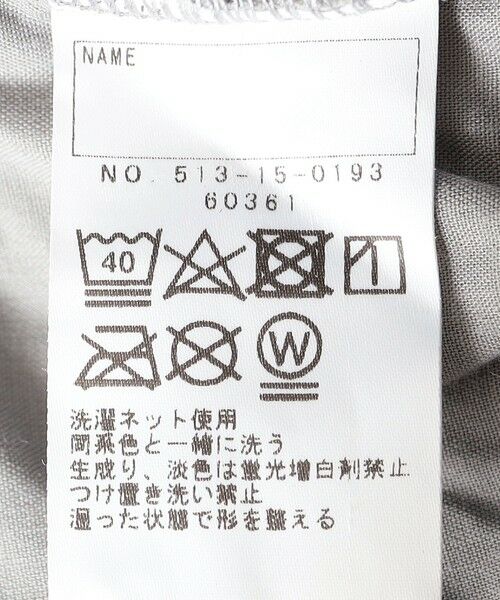 NAME
NO. 513-15-0193
60361
40
W
洗濯ネット使用
同系色と一緒に洗う
生成り、淡色は蛍光増白剤禁止
つけ置き洗い禁止
湿った状態で形を整える